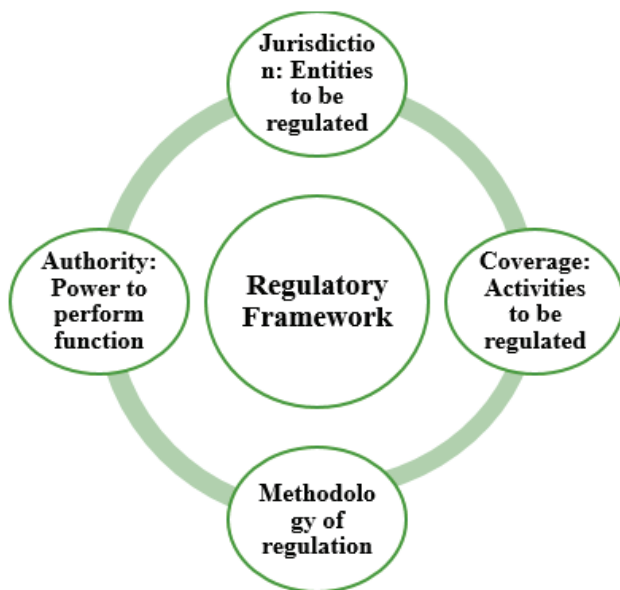 Jurisdictio
n: Entities
to be
regulated
Authority:
Power to
perform
function
Regulatory
Framework
Coverage:
Activities
to be
regulated
Methodolo
gy of
regulation